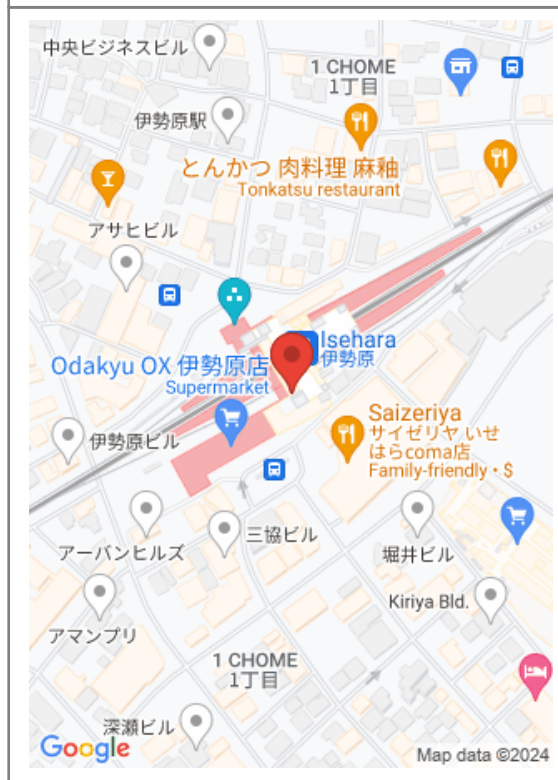 中央ビジネスビル
1 CHOME
1丁目
伊勢原駅
とんかつ 肉料理 麻釉
Tonkatsu restaurant
アサヒビル
Isehara
伊勢原
Odakyu OX 伊勢原店
Supermarket
Saizeriya
サイゼリヤ いせ
はらcoma店
Family-friendly • $
伊勢原ビル
アーバンヒルズ
三協ビル
堀井ビル
Kiriya Bld.
アマンプリ
1 CHOME
1丁目
深瀬ビル
Google
Map data ©2024